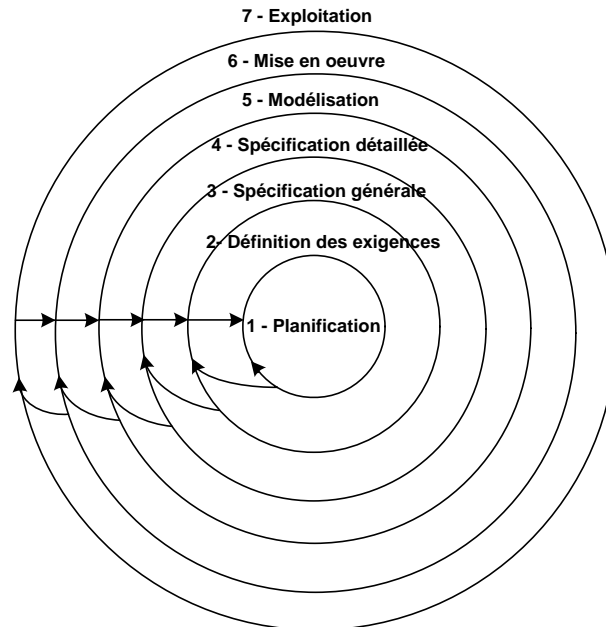 7 - Exploitation
6 - Mise en oeuvre
5 - Modélisation
4 - Spécification détaillée
3 - Spécification générale
2- Définition des exigences
1 - Planification